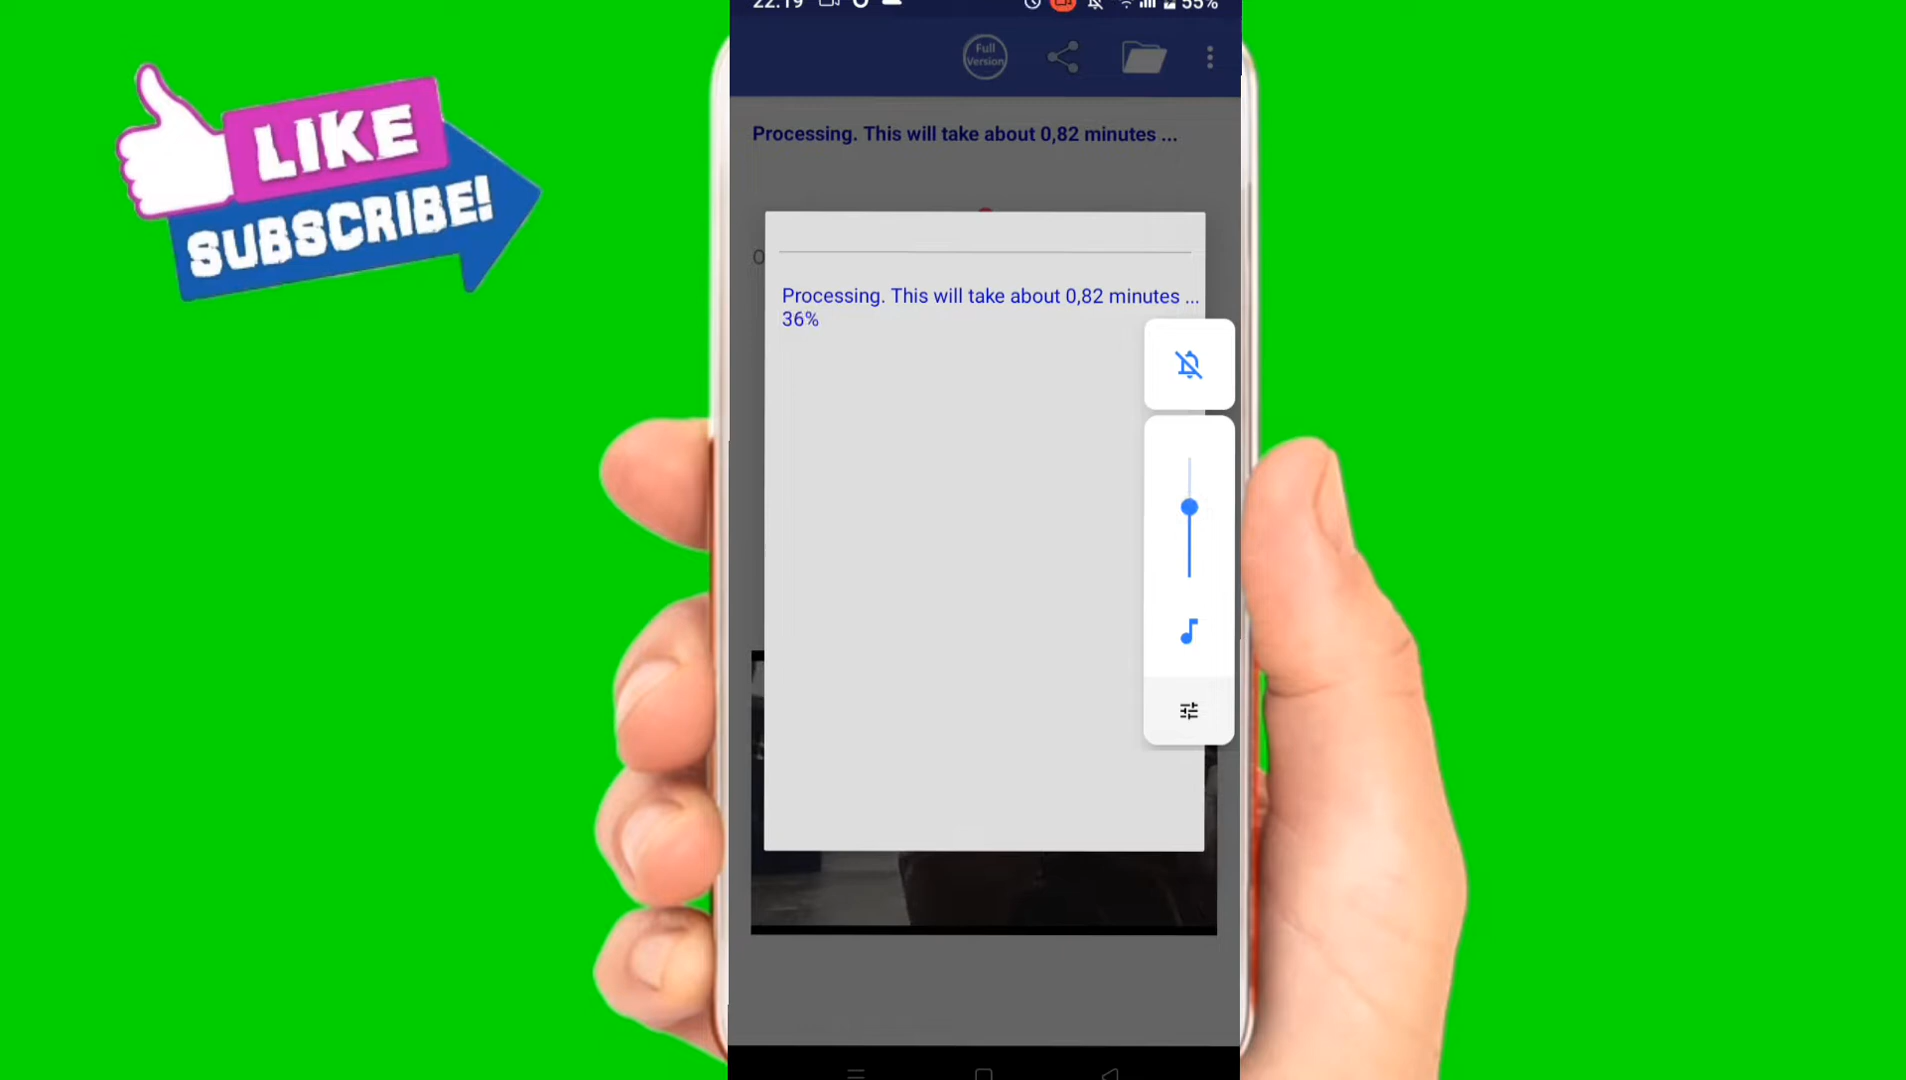 LIKE
SUBSCRIBE!
22.19
55%
Full
Version
Processing. This will take about 0,82 minutes ...
Processing. This will take about 0,82 minutes ...
36%